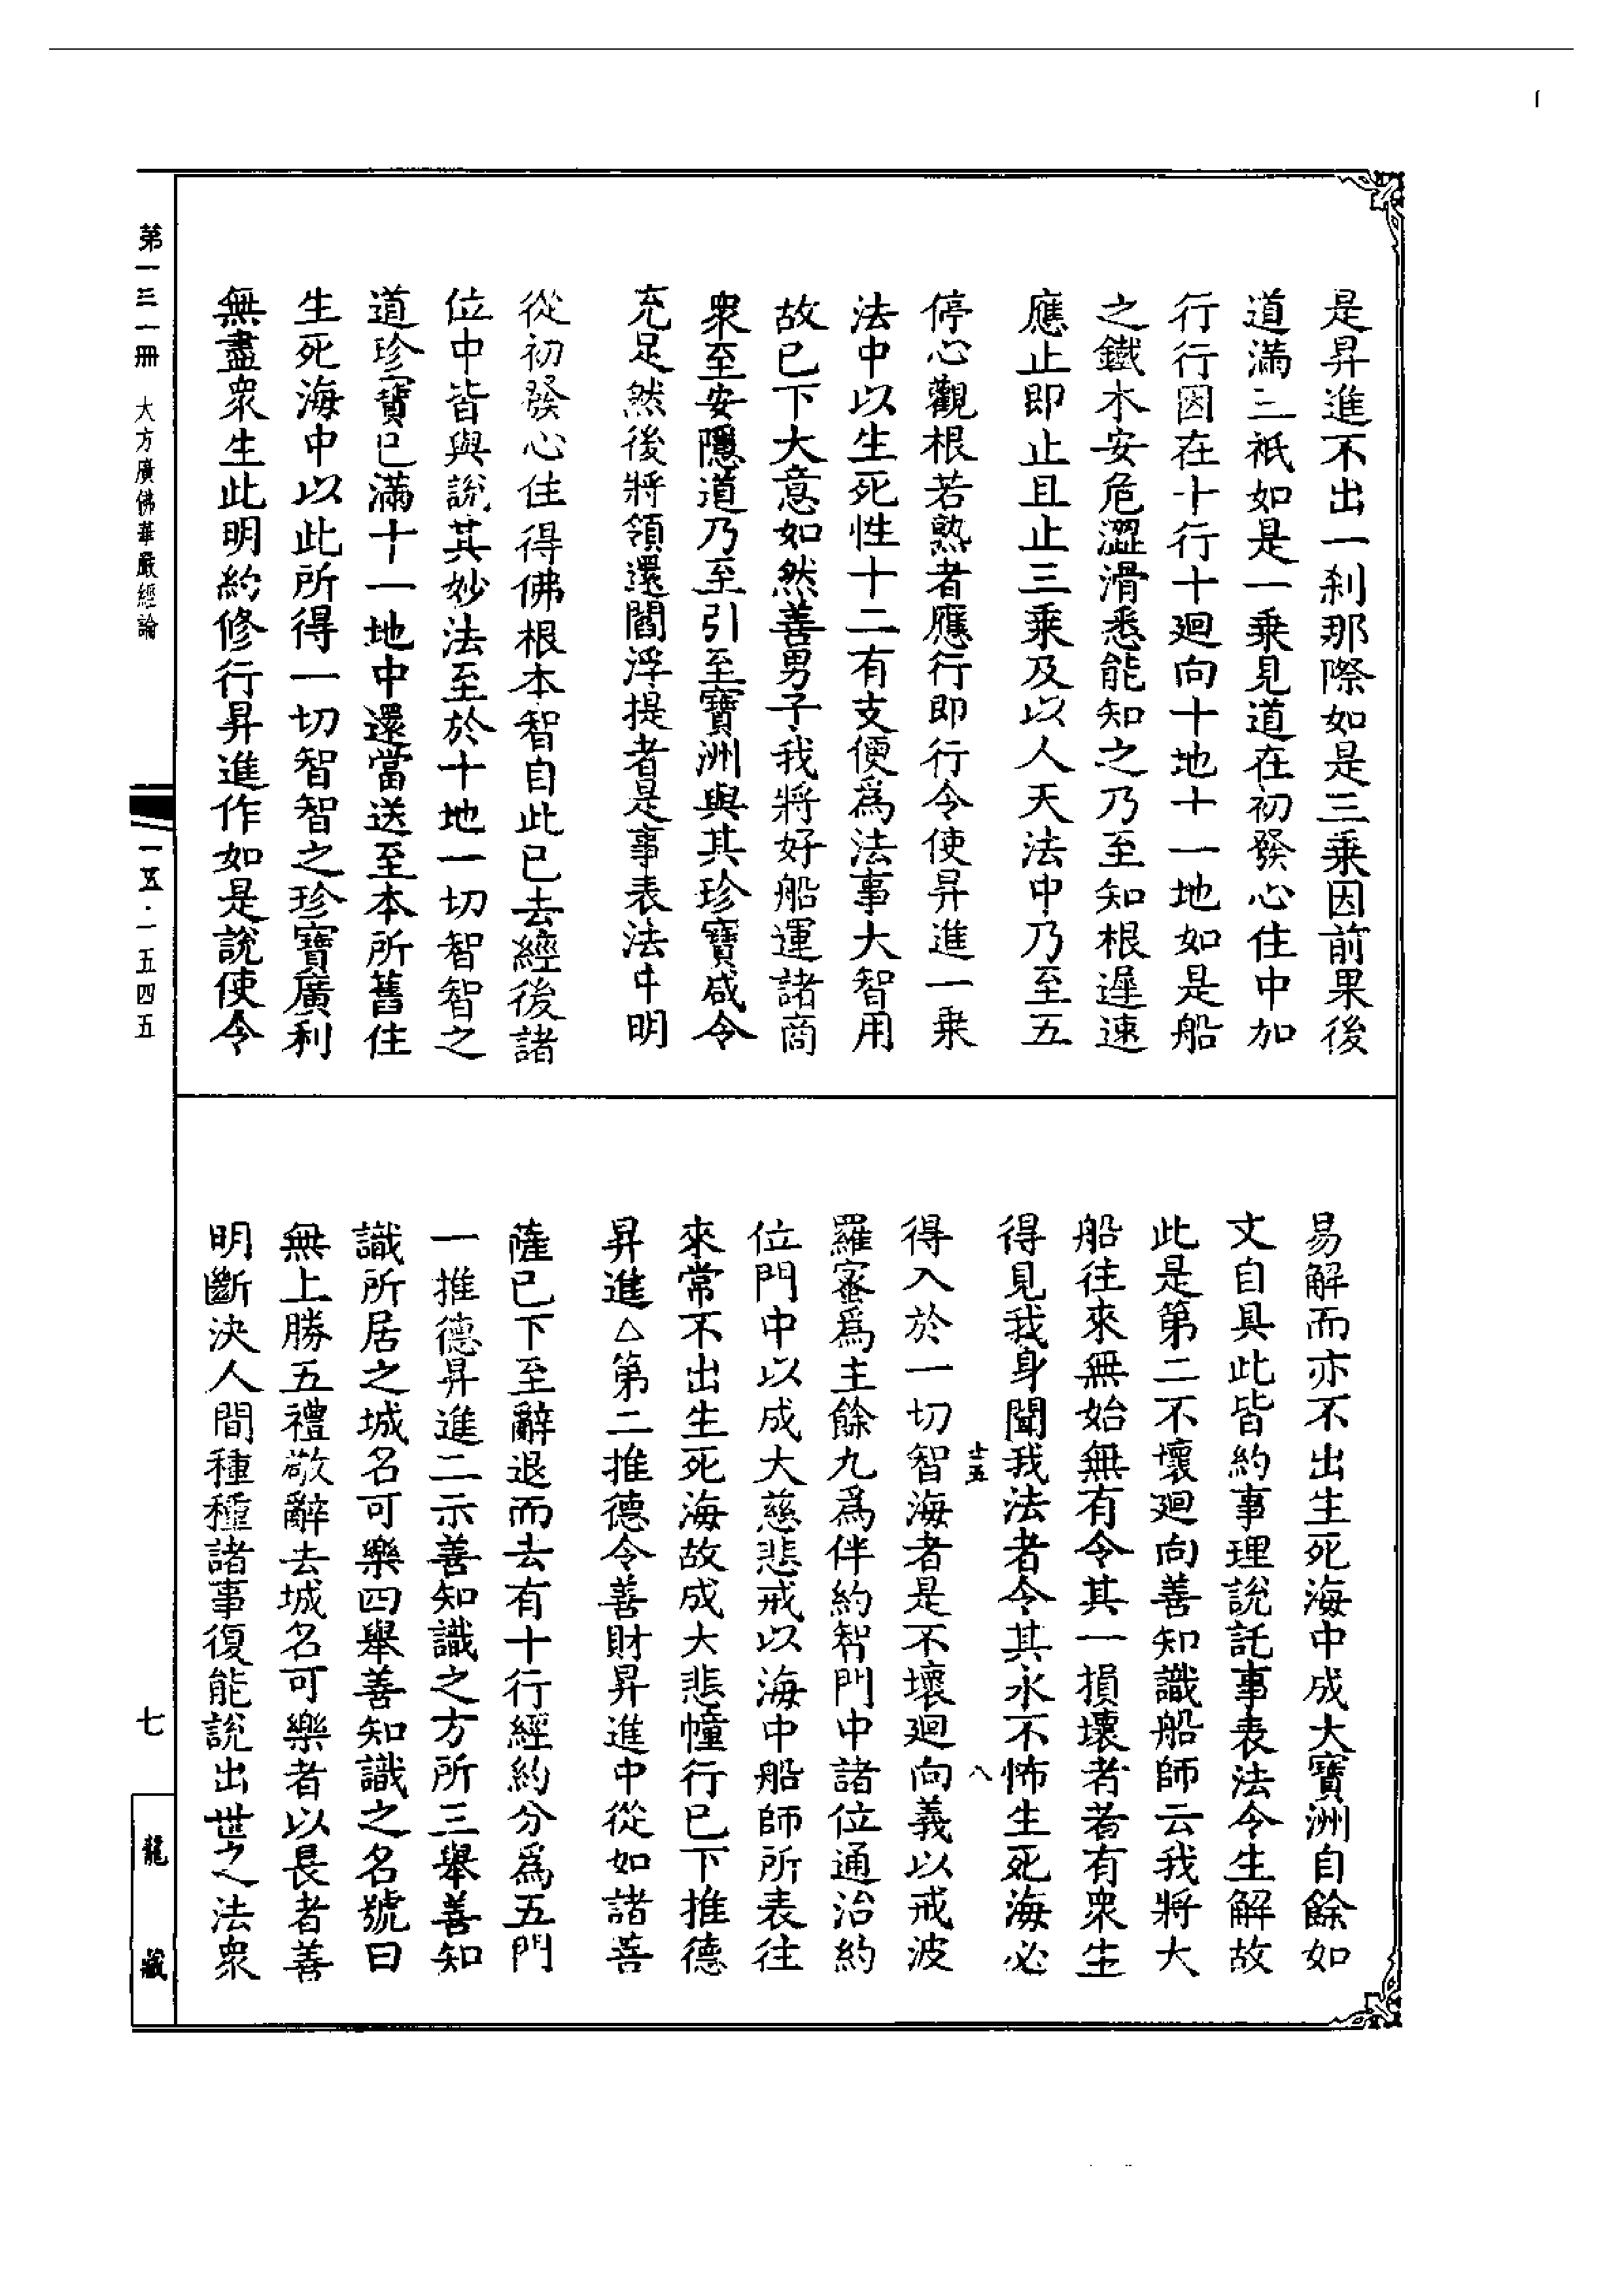 是昇進不出一剎那際如是三乘因前果後
道滿三祇如是一乘見道在初發心住中加
行行因在十行十廻向十地十一地如是船
之鐵木安危澀滑悉能知之乃至知根遲速
應止即止且止三乘及以人天法中乃至五
停心觀根若熟者應行即行令使昇進一乘
法中以生死性十二有支便為法事大智用
故已下大意如然善男子我將好船運諸商
衆至安隱道乃至引至寶洲與其珍寶咸令
充足然後將領還閻浮提者是事表法中明
從初發心住得佛根本智自此已去經後諸
位中皆與說其妙法至於十地一切智智之
道珍寶已滿十一地中還當送至本所舊住
生死海中以此所得一切智智之珍寶廣利
無盡衆生此明約修行昇進作如是說使令
易解而亦不出生死海中成大寶洲自餘如
文自具此皆約事理說託事表法令生解故
此是第二不壞廻向善知識船師云我將大
船往來無始無有令其一損壞者若有衆生
得見我身聞我法者令其永不怖生死海必
十五 八
得入於一切智海者是不壞廻向義以戒波
羅蜜為主餘九為伴約智門中諸位通治約
位門中以成大慈悲戒以海中船師所表往
來常不出生死海故成大悲幢行已下推德
昇進△第二推德令善財昇進中從如諸菩
薩已下至辭退而去有十行經約分為五門
一推德昇進二示善知識之方所三舉善知
識所居之城名可樂四舉善知識之名號曰
無上勝五禮敬辭去城名可樂者以長者善
明斷決人間種種諸事復能說出世之法衆
第一三一冊 大方廣佛華嚴經論
一五·一五四五
七
龍藏